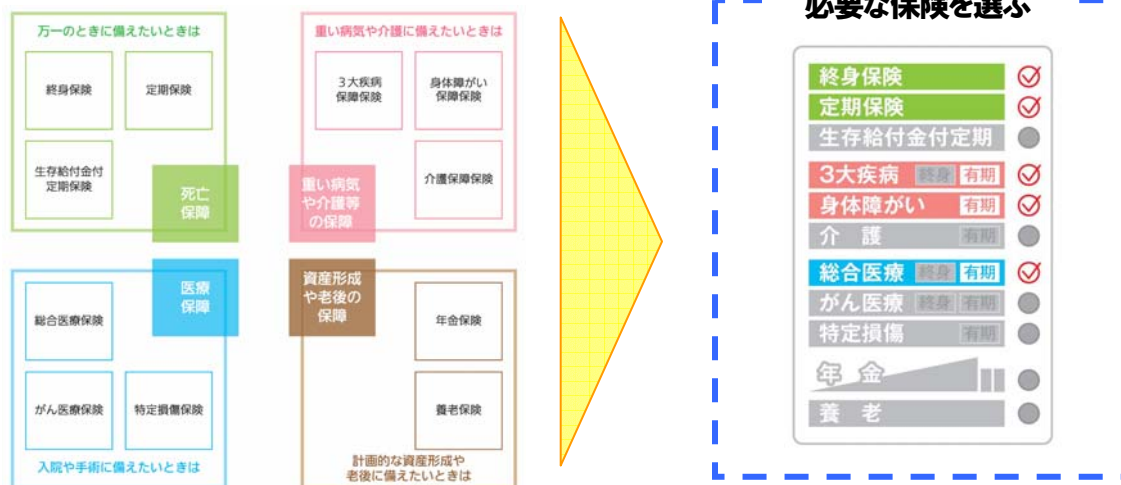 万一のときに備えたいときは
終身保険
定期保険
生存給付金付
定期保険
死亡
保障
重い病気や介護に備えたいときは
3大疾病
保障保険
身体障がい
保障保険
介護保障保険
重い病気
や介護等
の保障
医療
保障
総合医療保険
がん医療保険
特定損傷保険
入院や手術に備えたいときは
資産形成
や老後の
保障
年金保険
養老保険
計画的な資産形成や
老後に備えたいときは
必要な保険を選ぶ
終身保険
定期保険
生存給付金付定期
3大疾病 終身 有期
身体障がい 有期
介 護 有期
総合医療 終身 有期
がん医療 終身 有期
特定損傷 有期
年 金
養 老